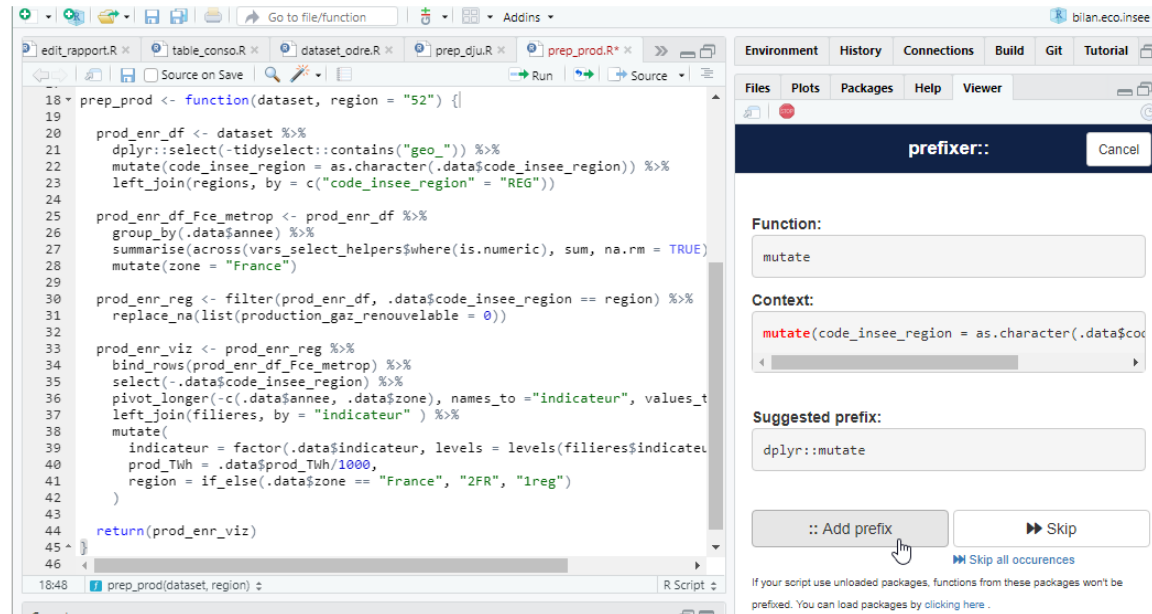 Go to file/function
Addins
bilan.eco.insee
edit_rapport.R
table_conso.R
dataset_odre.R
prep_dju.R
prep_prod.R*
Source on Save
Run
Source
18 prep_prod <- function(dataset, region = "52") {
19
20 prod_enr_df <- dataset %>%
21 dplyr::select(-tidyselect::contains("geo_")) %>%
22 mutate(code_insee_region = as.character(.data$code_insee_region)) %>%
23 left_join(regions, by = c("code_insee_region" = "REG"))
24
25 prod_enr_df_Fce_metrop <- prod_enr_df %>%
26 group_by(.data$annee) %>%
27 summarise(across(vars_select_helpers$where(is.numeric), sum, na.rm = TRUE)
28 mutate(zone = "France")
29
30 prod_enr_reg <- filter(prod_enr_df, .data$code_insee_region == region) %>%
31 replace_na(list(production_gaz_renouvelable = 0))
32
33 prod_enr_viz <- prod_enr_reg %>%
34 bind_rows(prod_enr_df_Fce_metrop) %>%
35 select(-.data$code_insee_region) %>%
36 pivot_longer(-c(.data$annee, .data$zone), names_to ="indicateur", values_t
37 left_join(filieres, by = "indicateur" ) %>%
38 mutate(
39 indicateur = factor(.data$indicateur, levels = levels(filieres$indicateu
40 prod_TWh = .data$prod_TWh/1000,
41 region = if_else(.data$zone == "France", "2FR", "1reg")
42 )
43
44 return(prod_enr_viz)
45 }
46
18:48 prep_prod(dataset, region) R Script
Environment History Connections Build Git Tutorial
Files Plots Packages Help Viewer
STOP
prefixer::
Cancel
Function:
mutate
Context:
mutate(code_insee_region = as.character(.data$cod
Suggested prefix:
dplyr::mutate
:: Add prefix
Skip
Skip all occurences
If your script use unloaded packages, functions from these packages won't be
prefixed. You can load packages by clicking here .